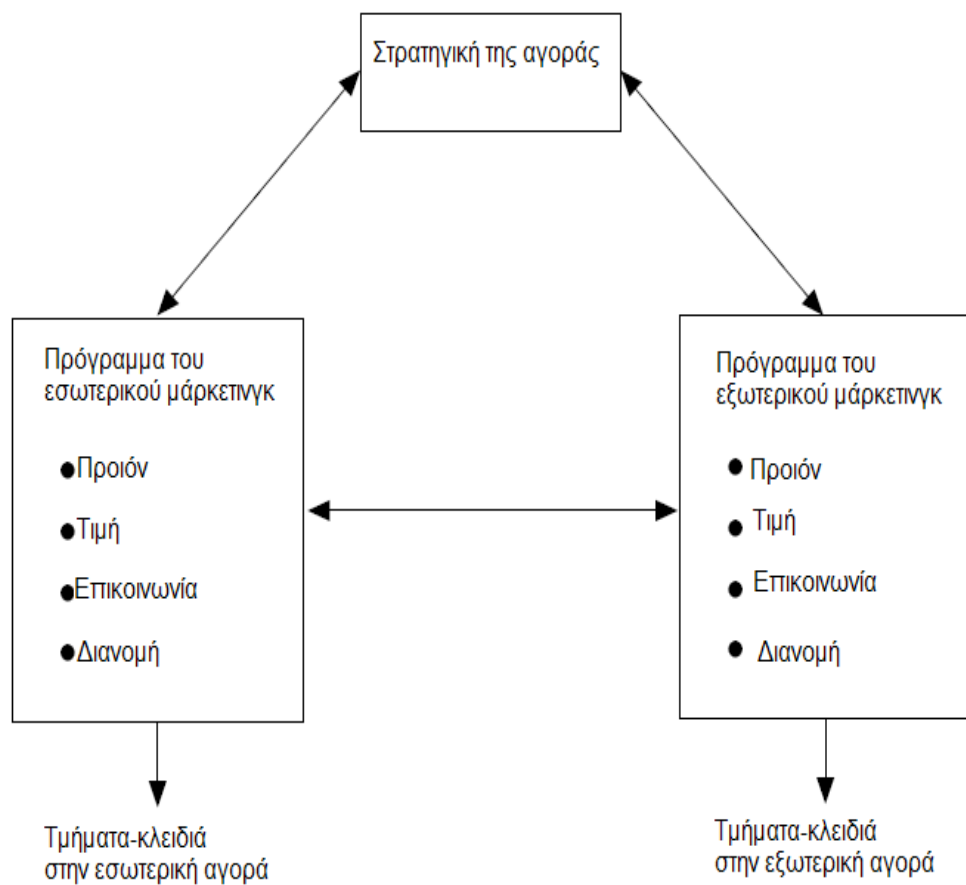 Στρατηγική της αγοράς
Πρόγραμμα του
εσωτερικού μάρκετινγκ
●Προιόν
●Τιμή
●Επικοινωνία
●Διανομή
Τμήματα-κλειδιά
στην εσωτερική αγορά
Πρόγραμμα του
εξωτερικού μάρκετινγκ
● Προιόν
● Τιμή
● Επικοινωνία
● Διανομή
Τμήματα-κλειδιά
στην εξωτερική αγορά